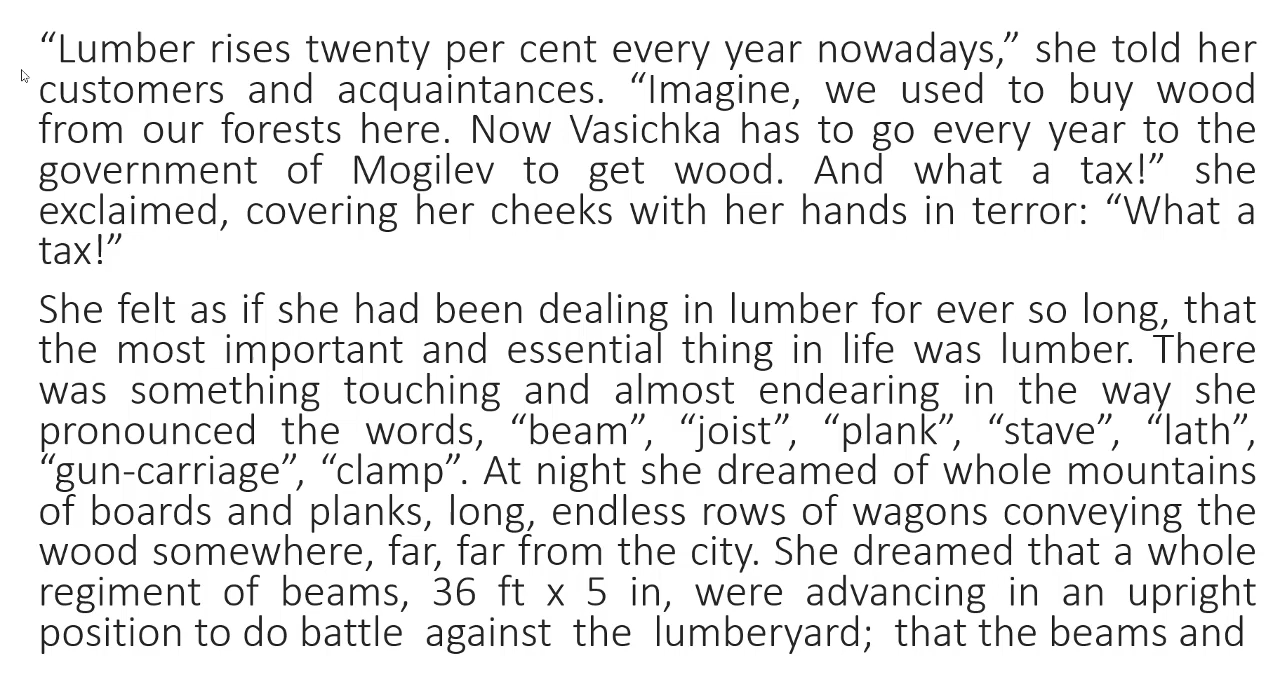 “Lumber rises twenty per cent every year nowadays,” she told her
customers and acquaintances. “Imagine, we used to buy wood
from our forests here. Now Vasichka has to go every year to the
government of Mogilev to get wood. And what a tax!” she
exclaimed, covering her cheeks with her hands in terror: “What a
tax!”
She felt as if she had been dealing in lumber for ever so long, that
the most important and essential thing in life was lumber. There
was something touching and almost endearing in the way she
pronounced the words, “beam”, “joist”, “plank”, “stave”, “lath”,
“gun-carriage”, “clamp”. At night she dreamed of whole mountains
of boards and planks, long, endless rows of wagons conveying the
wood somewhere, far, far from the city. She dreamed that a whole
regiment of beams, 36 ft x 5 in, were advancing in an upright
position to do battle against the lumberyard; that the beams and